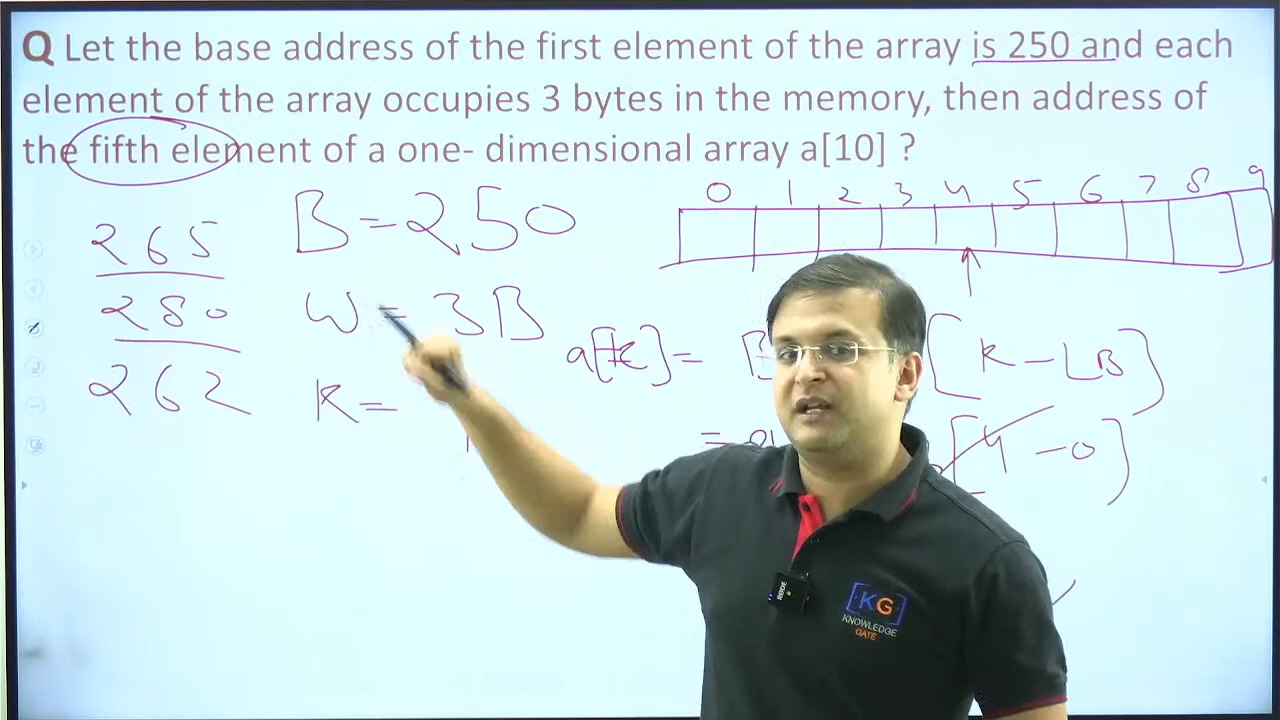 Q Let the base address of the first element of the array is 250 and each
element of the array occupies 3 bytes in the memory, then address of
the fifth element of a one- dimensional array a[10] ?
0 1 2 3 4 5 6 7 8 9
265
280
262
B = 250
W = 3B
K =
a[K] = B [K - LB]
= [4 - 0]
KG
KNOWLEDGE
GATE
RODE